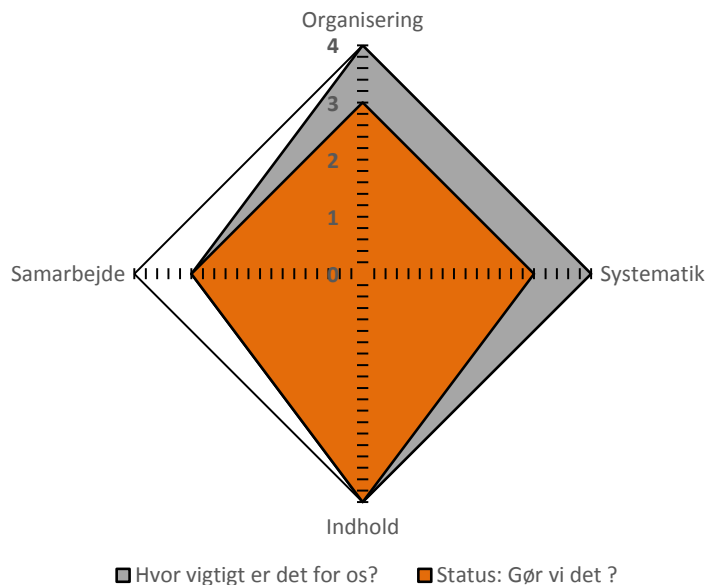 Organisering
4
3
2
1
Samarbejde 0 Systematik
Indhold
Hvor vigtigt er det for os? Status: Gør vi det ?